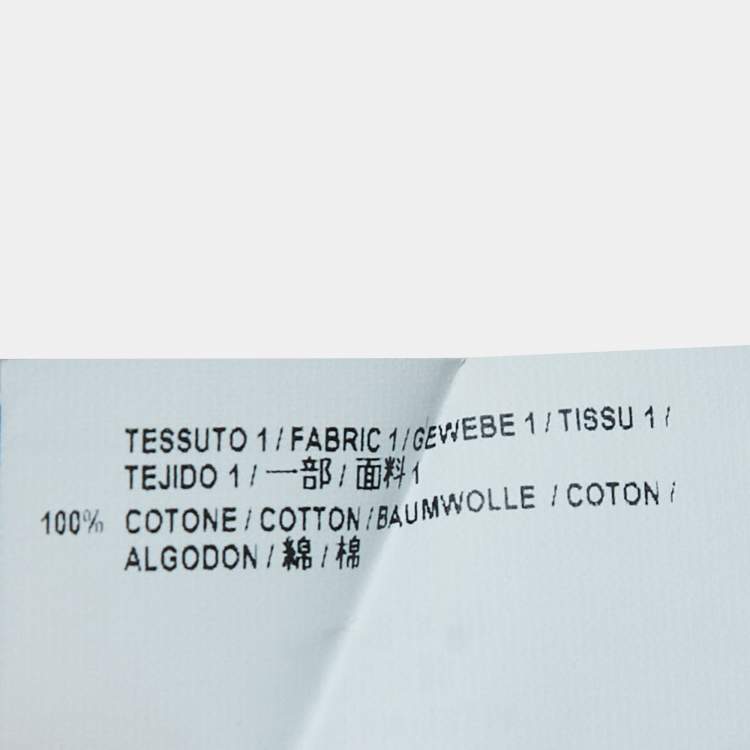 TESSUTO 1 / FABRIC 1 / GEWEBE 1 / TISSU 1 /
TEJIDO 1 / 一部 / 面料 1
100% COTONE / COTTON / BAUMWOLLE / COTON /
ALGODON / 綿 / 棉